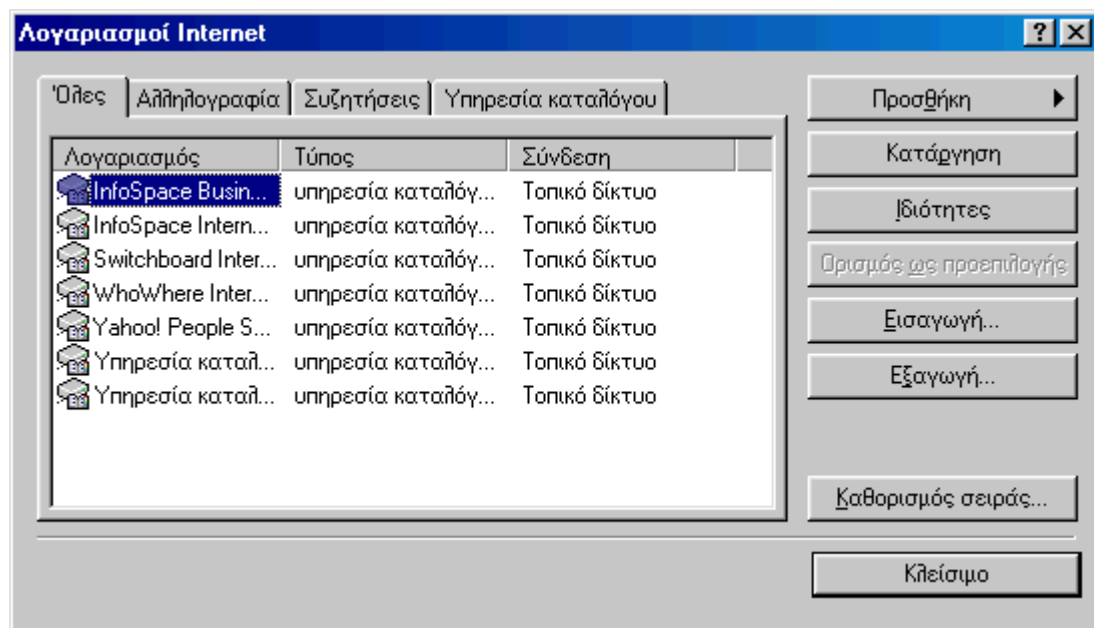 Λογαριασμοί Internet
Όλες Αλληλογραφία Συζητήσεις Υπηρεσία καταλόγου
Λογαριασμός Τύπος Σύνδεση
InfoSpace Busin... υπηρεσία καταλόγ... Τοπικό δίκτυο
InfoSpace Intern... υπηρεσία καταλόγ... Τοπικό δίκτυο
Switchboard Inter... υπηρεσία καταλόγ... Τοπικό δίκτυο
WhoWhere Inter... υπηρεσία καταλόγ... Τοπικό δίκτυο
Yahoo! People S... υπηρεσία καταλόγ... Τοπικό δίκτυο
Υπηρεσία καταλ... υπηρεσία καταλόγ... Τοπικό δίκτυο
Υπηρεσία καταλ... υπηρεσία καταλόγ... Τοπικό δίκτυο
Προσθήκη
Κατάργηση
Ιδιότητες
Ορισμός ως προεπιλογής
Εισαγωγή...
Εξαγωγή...
Καθορισμός σειράς...
Κλείσιμο